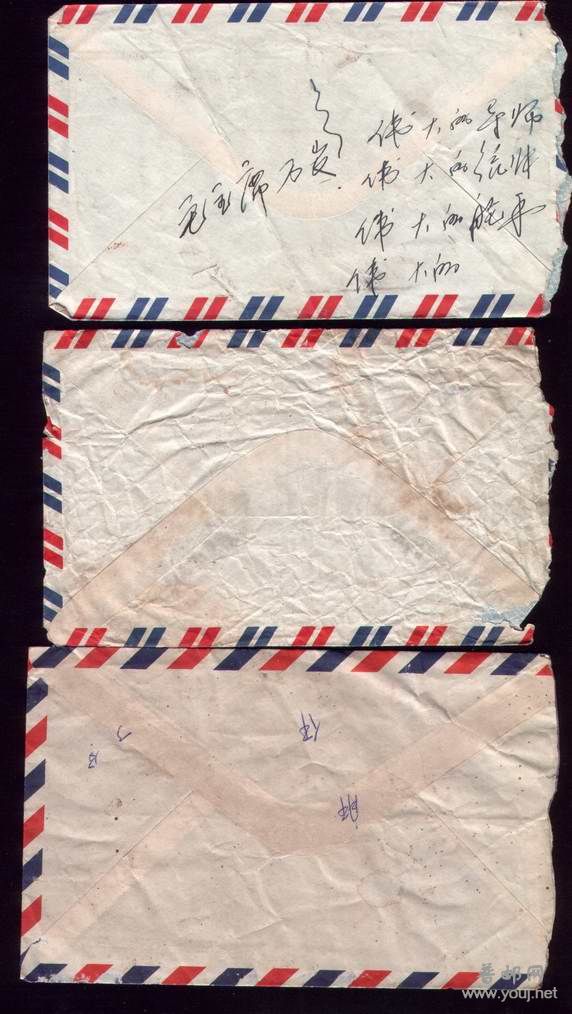 伟大的导师
伟大的统帅
伟大的舵手
伟大的
毛主席万岁
普邮网
www.youj.net